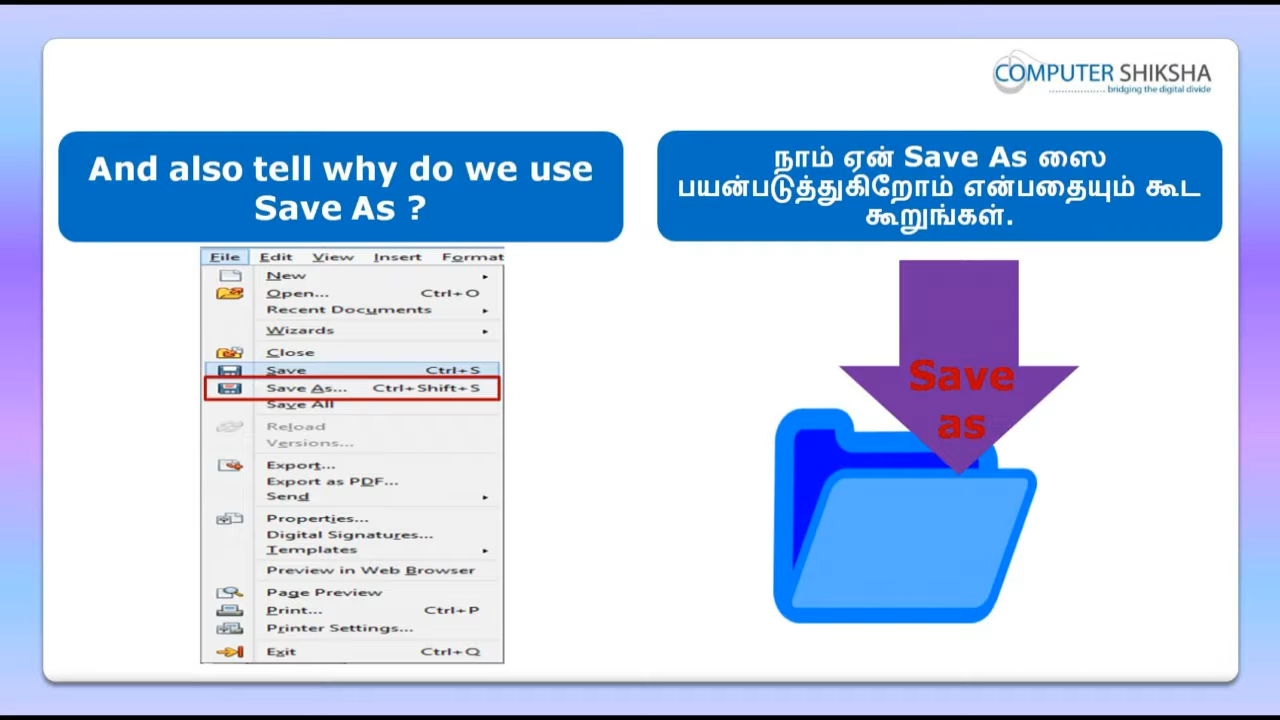 COMPUTER SHIKSHA
bridging the digital divide
And also tell why do we use
Save As ?
நாம் ஏன் Save As ஸை
பயன்படுத்துகிறோம் என்பதையும் கூட
கூறுங்கள்.
File Edit View Insert Format
New
Open... Ctrl+O
Recent Documents
Wizards
Close
Save Ctrl+S
Save As... Ctrl+Shift+S
Save All
Reload
Versions...
Export...
Export as PDF...
Send
Properties...
Digital Signatures...
Templates
Preview in Web Browser
Page Preview
Print... Ctrl+P
Printer Settings...
Exit Ctrl+Q
Save
as